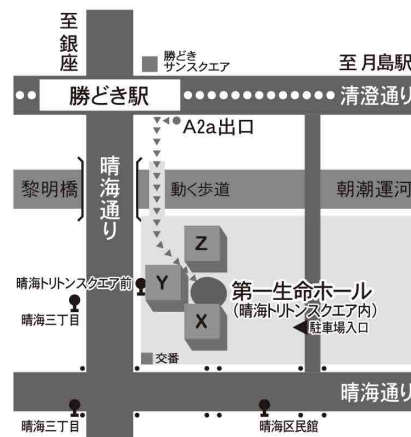 至銀座
勝どき
サンスクエア
至月島駅
勝どき駅
清澄通り
A2a出口
黎明橋
晴海通り
動く歩道
朝潮運河
Z
晴海トリトンスクエア前
Y
第一生命ホール
(晴海トリトンスクエア内)
晴海三丁目
X
駐車場入口
晴海三丁目
交番
晴海通り
晴海三丁目
晴海区民館